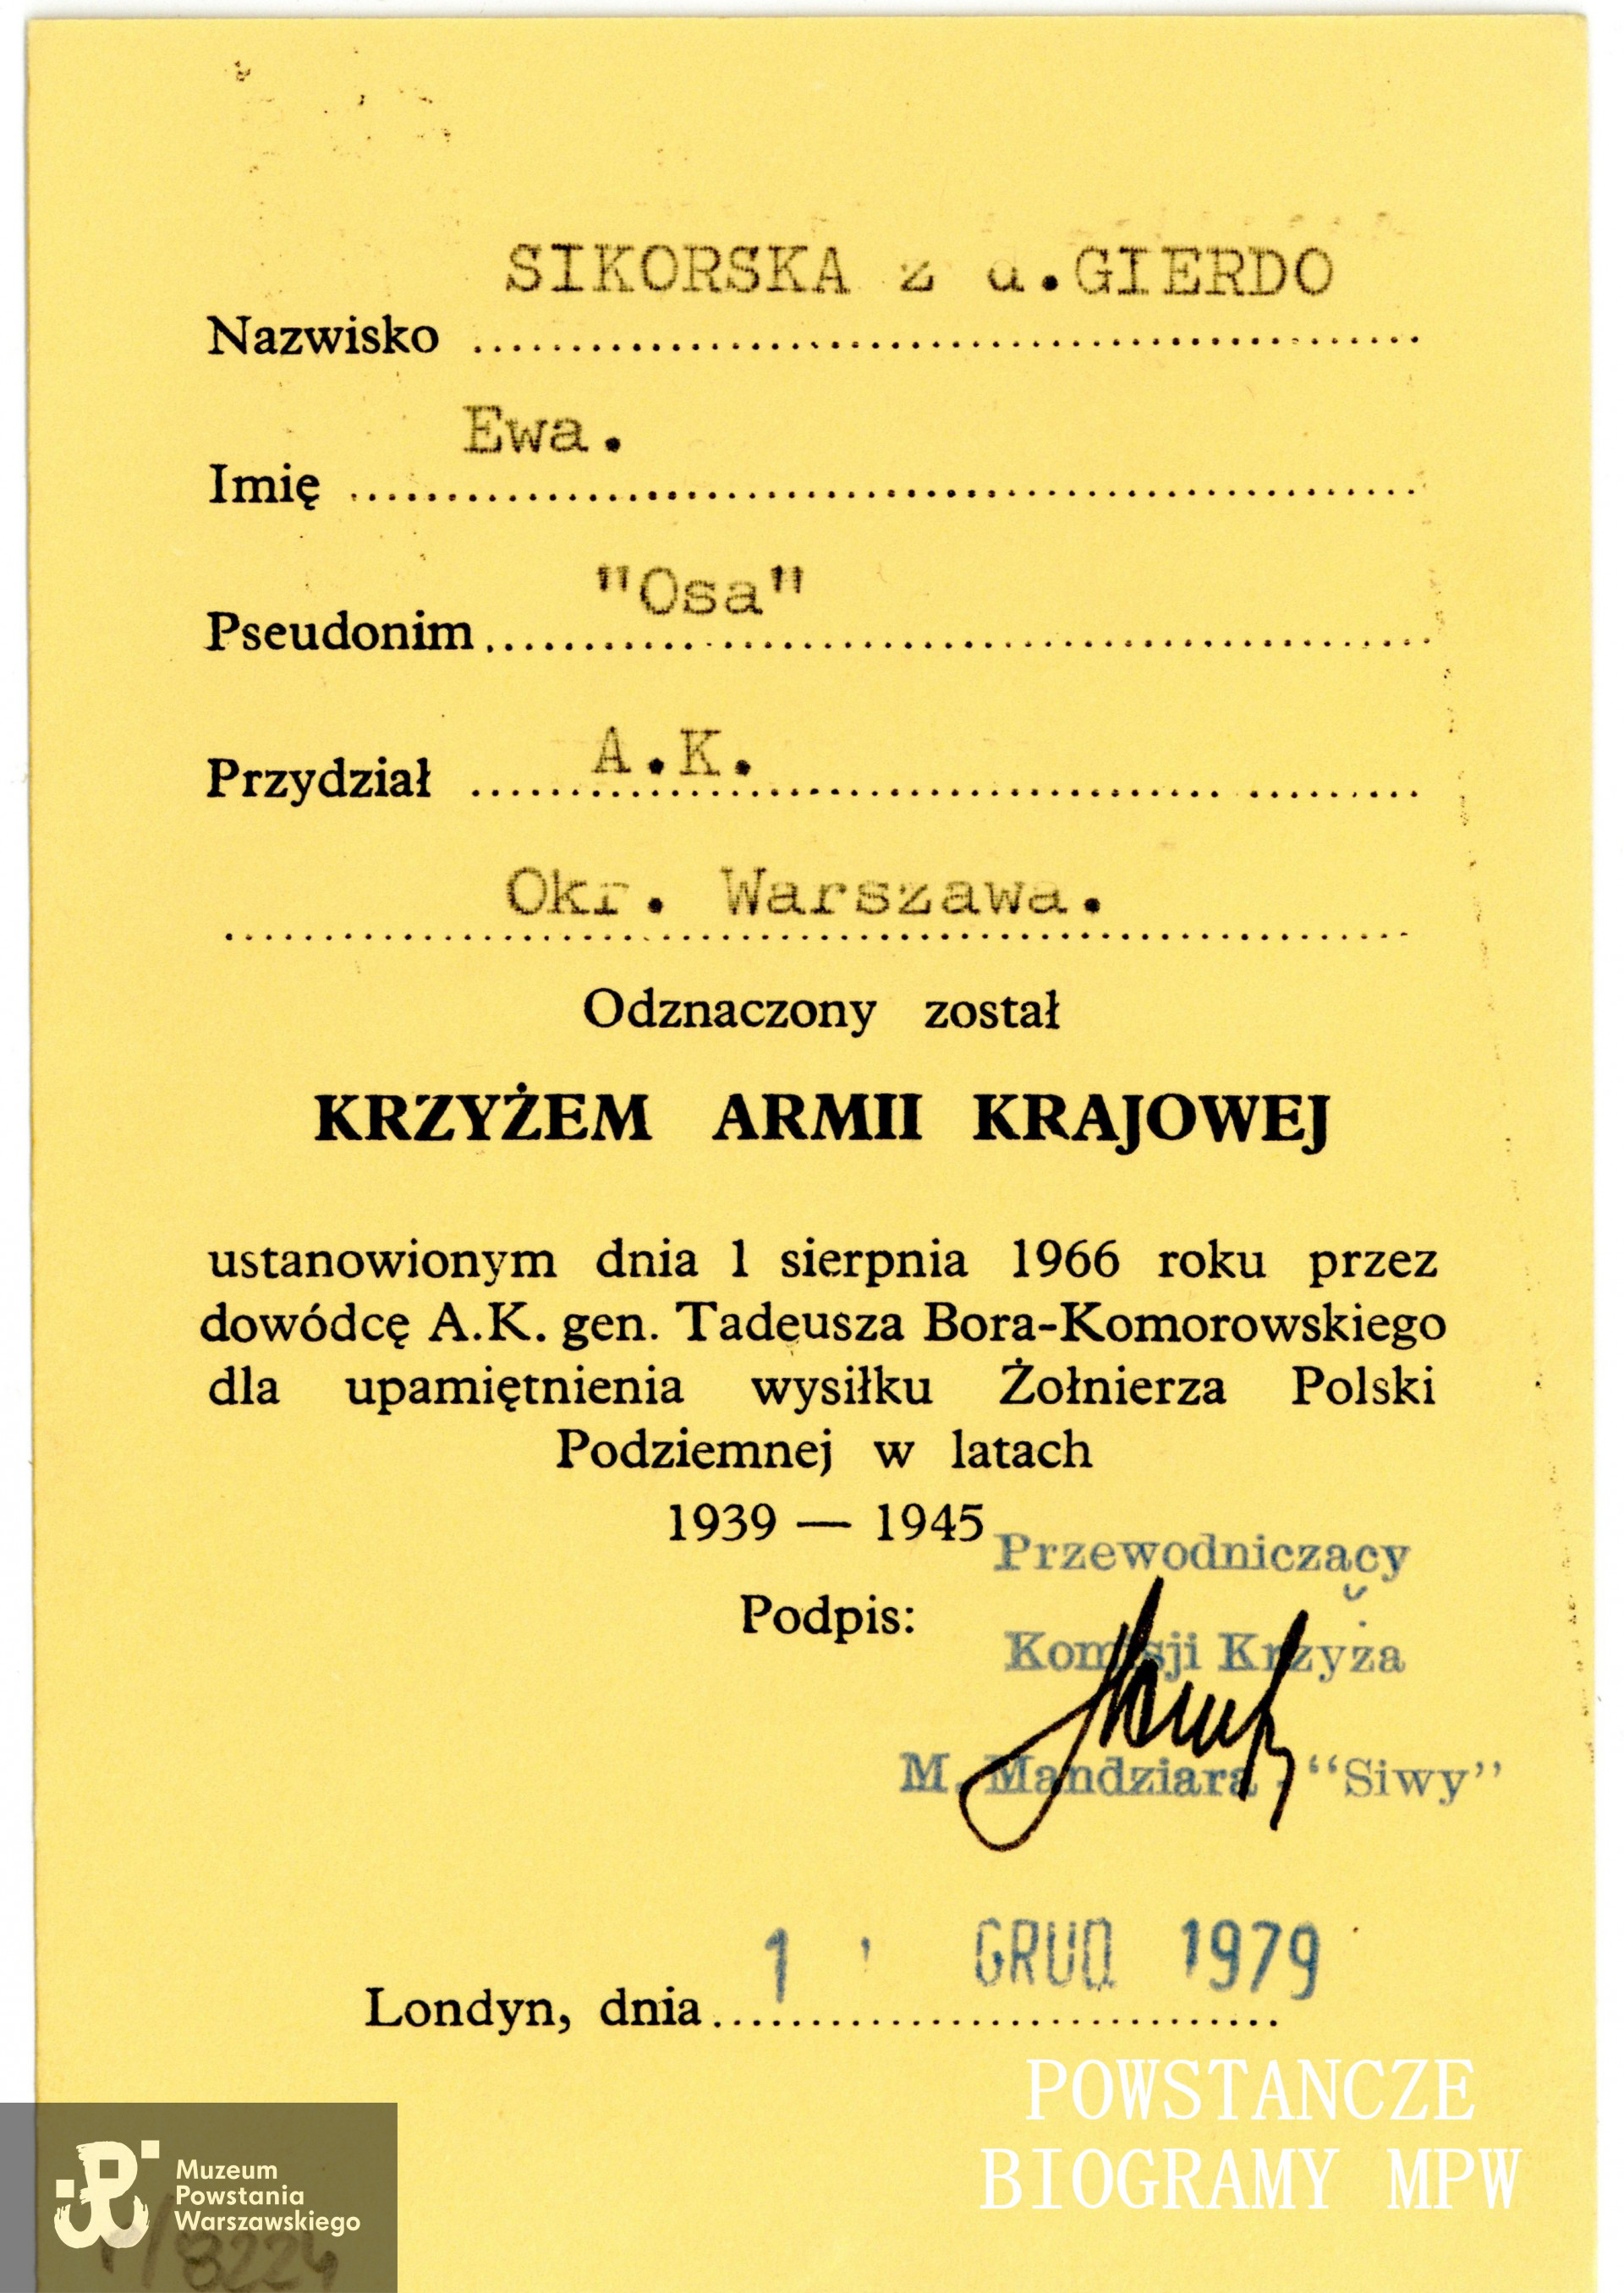 SIKORSKA z d. GIERDO
Nazwisko
Ewa.
Imię
"Osa"
Pseudonim
A.K.
Przydział
Okr. Warszawa.
Odznaczony został
KRZYŻEM ARMII KRAJOWEJ
ustanowionym dnia 1 sierpnia 1966 roku przez
dowódcę A.K. gen. Tadeusza Bora-Komorowskiego
dla upamiętnienia wysiłku Żołnierza Polski
Podziemnej w latach
1939 — 1945
Przewodniczący
Podpis:
Komisji Krzyża
M. Mandziara - “Siwy”
1 GRUD 1979
Londyn, dnia
POWSTANCZE
BIOGRAMY MPW
Muzeum
Powstania
Warszawskiego
/8224